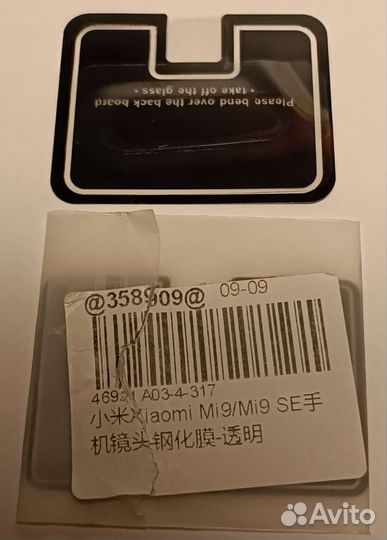 Please bend over the back board
* take off the glass *
@358909@ 09-09
46921 A03-4-317
小米Xiaomi Mi9/Mi9 SE手
机镜头钢化膜-透明
Avito